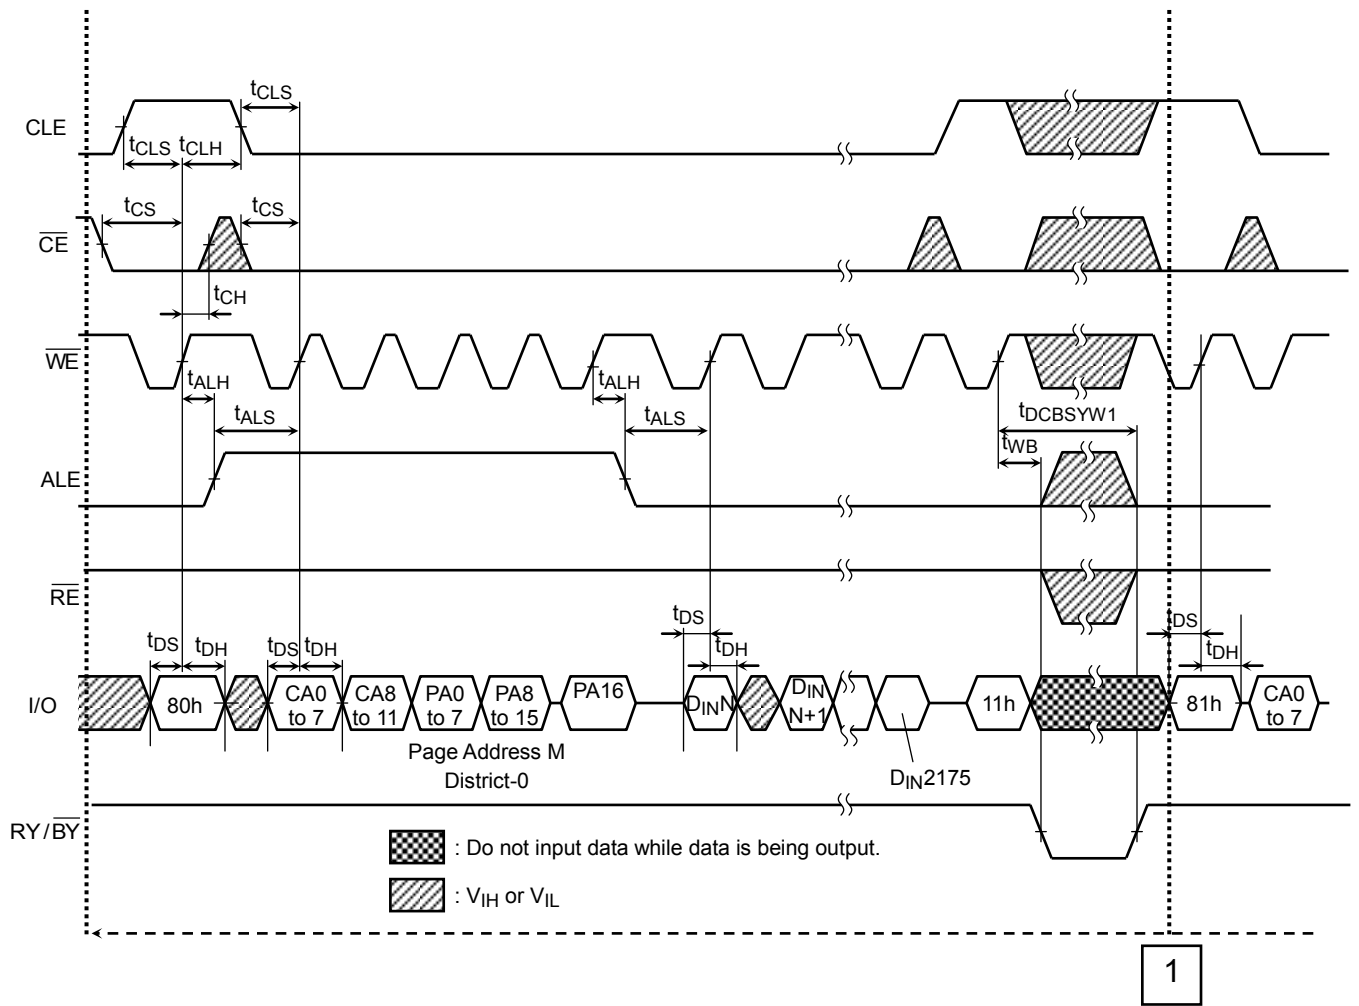 tCLS
CLE
tCLS
tCLH
tCS
tCS
CE
tCH
WE
tALH
tALH
tDCBSYW1
tALS
tALS
tWB
ALE
RE
tDS
tDS
tDH
tDS
tDH
tDH
DS
tDH
I/O
80h
CA0 to 7
CA8 to 11
PA0 to 7
PA8 to 15
PA16
DINN
DIN N+1
11h
81h
CA0 to 7
Page Address M
District-0
DIN2175
RY/BY
: Do not input data while data is being output.
: VIH or VIL
1